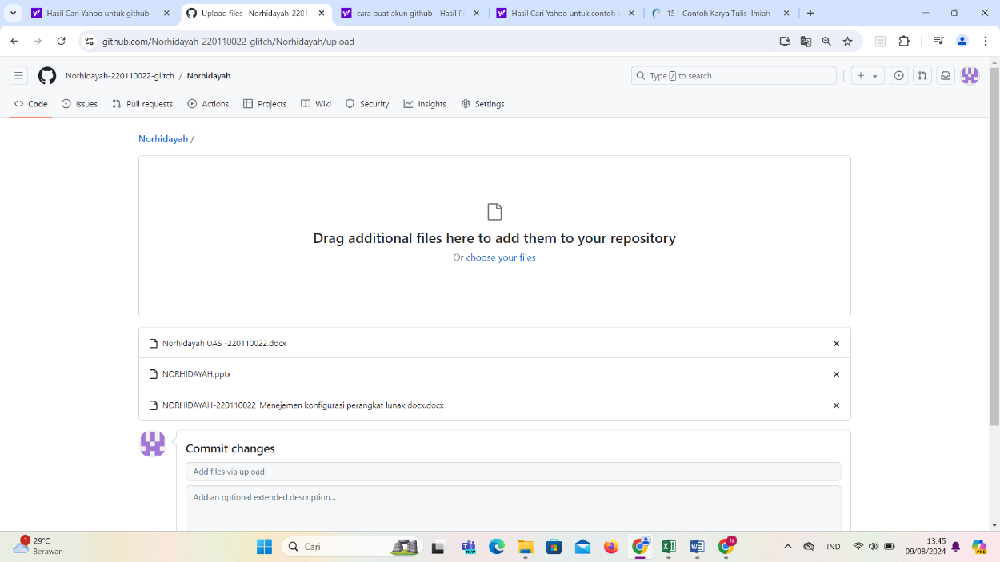 Hasil Cari Yahoo untuk github
Upload files · Norhidayah-2201
cara buat akun github - Hasil Pe
Hasil Cari Yahoo untuk contoh k
15+ Contoh Karya Tulis Ilmiah -
github.com/Norhidayah-220110022-glitch/Norhidayah/upload
Norhidayah-220110022-glitch / Norhidayah
Type / to search
Code
Issues
Pull requests
Actions
Projects
Wiki
Security
Insights
Settings
Norhidayah /
Drag additional files here to add them to your repository
Or choose your files
Norhidayah UAS -220110022.docx
NORHIDAYAH.pptx
NORHIDAYAH-220110022_Menejemen konfigurasi perangkat lunak docx.docx
Commit changes
Add files via upload
Add an optional extended description...
1
29°C
Berawan
Cari
NEW
N
IND
13.45
09/08/2024
PRE